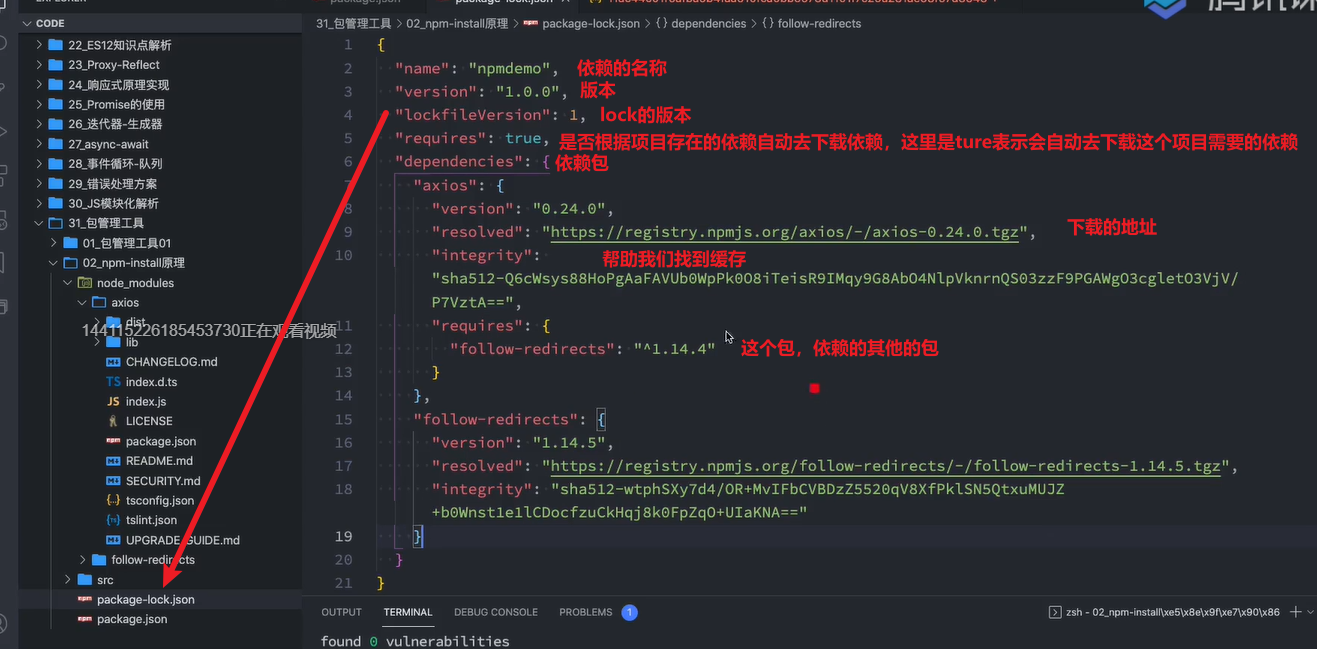 CODE
22_ES12知识点解析
23_Proxy-Reflect
24_响应式原理实现
25_Promise的使用
26_迭代器-生成器
27_async-await
28_事件循环-队列
29_错误处理方案
30_JS模块化解析
31_包管理工具
01_包管理工具01
02_npm-install原理
node_modules
axios
dist
lib
144115226185453730正在观看视频
CHANGELOG.md
index.d.ts
index.js
LICENSE
package.json
README.md
SECURITY.md
tsconfig.json
tslint.json
UPGRADE_GUIDE.md
follow-redirects
src
package-lock.json
package.json
31_包管理工具 > 02_npm-install原理 > package-lock.json > {} dependencies > {} follow-redirects
1 {
2 "name": "npmdemo", 依赖的名称
3 "version": "1.0.0", 版本
4 "lockfileVersion": 1, lock的版本
5 "requires": true, 是否根据项目存在的依赖自动去下载依赖，这里是ture表示会自动去下载这个项目需要的依赖
6 "dependencies": { 依赖包
7 "axios": {
8 "version": "0.24.0",
9 "resolved": "https://registry.npmjs.org/axios/-/axios-0.24.0.tgz", 下载的地址
10 "integrity": 帮助我们找到缓存
"sha512-Q6cWsys88HoPgAaFAVUb0WpPk0O8iTeisR9IMqy9G8AbO4NlpVknrnQS03zzF9PGAWgO3cgletO3VjV/
P7VztA==",
11 "requires": {
12 "follow-redirects": "^1.14.4" 这个包，依赖的其他的包
13 }
14 },
15 "follow-redirects": {
16 "version": "1.14.5",
17 "resolved": "https://registry.npmjs.org/follow-redirects/-/follow-redirects-1.14.5.tgz",
18 "integrity": "sha512-wtphSXy7d4/OR+MvIFbCVBDzZ5520qV8XfPklSN5QtxuMUJZ
+b0Wnst1e1lCDocfzuCkHqj8k0FpZqO+UIaKNA=="
19 }
20 }
21 }
OUTPUT TERMINAL DEBUG CONSOLE PROBLEMS 1
zsh - 02_npm-install\xe5\x8e\x9f\xe7\x90\x86
found 0 vulnerabilities